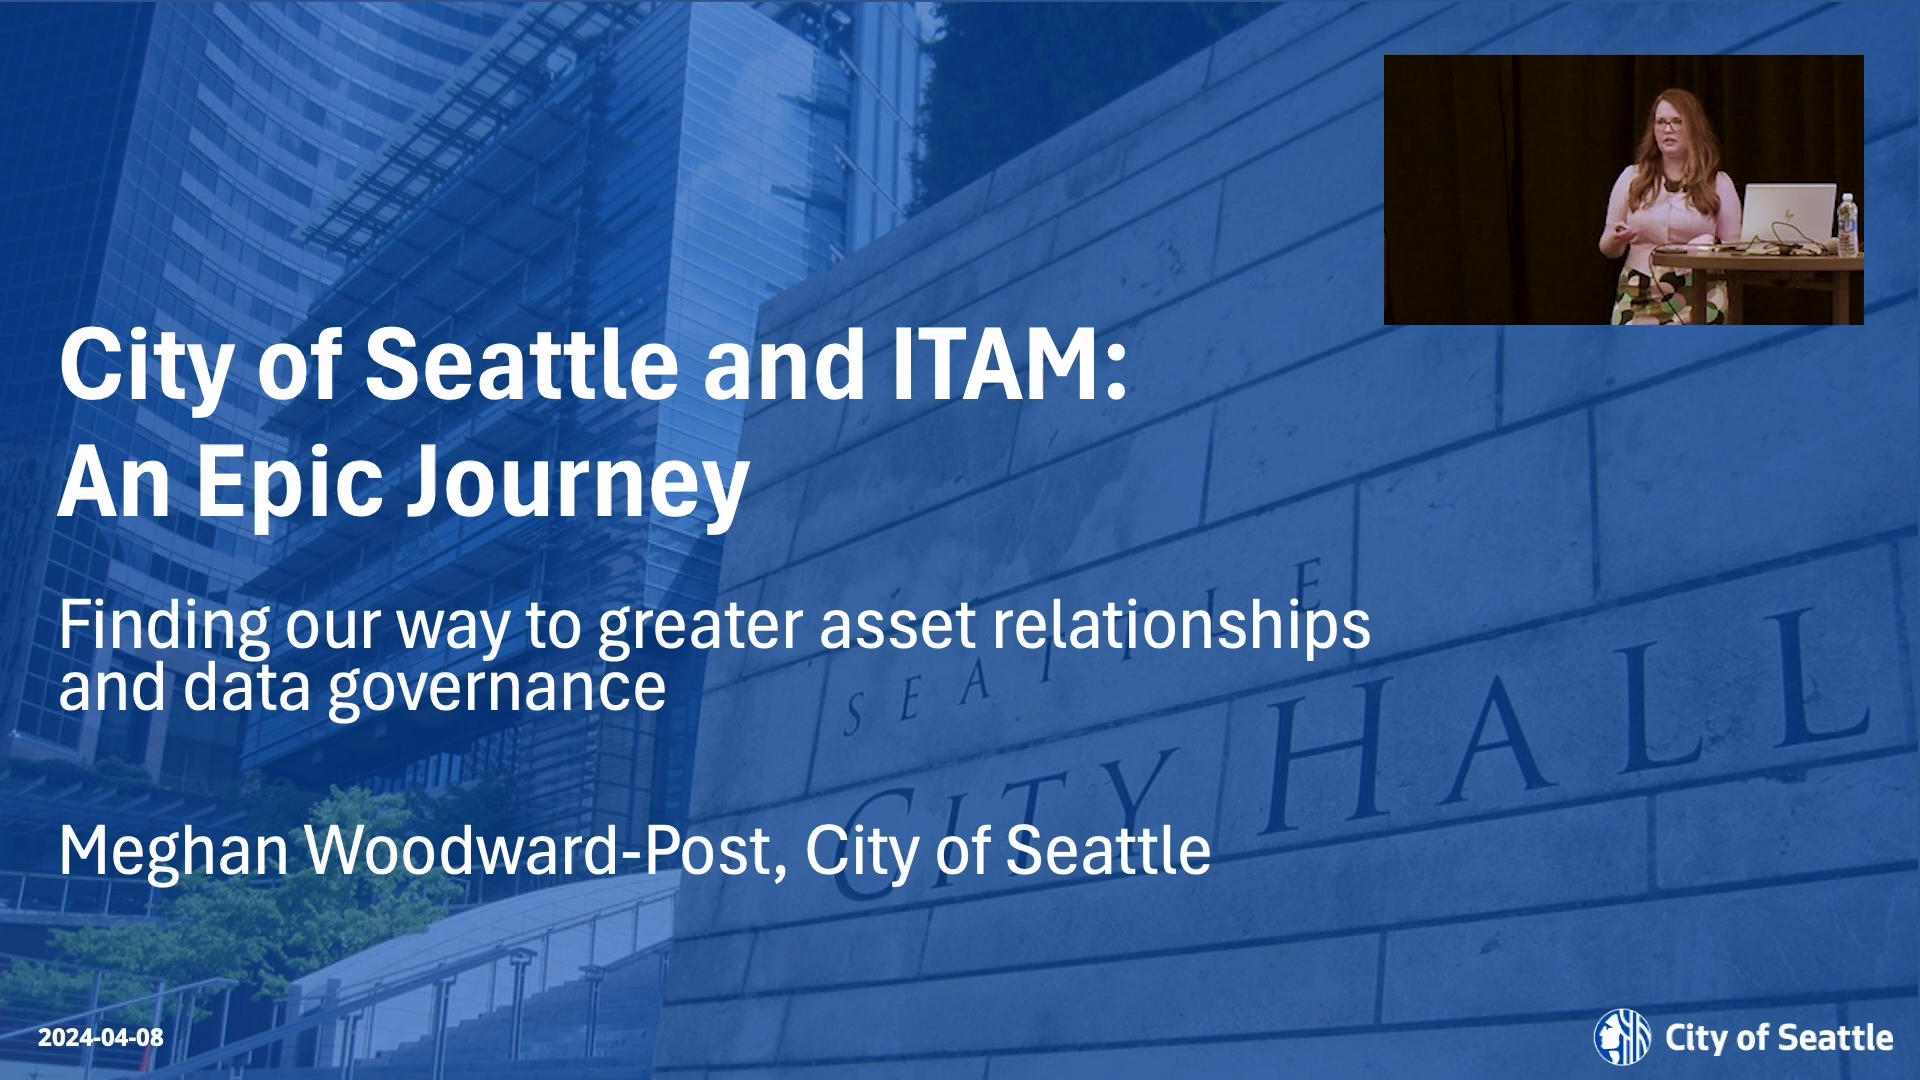 City of Seattle and ITAM:
An Epic Journey
Finding our way to greater asset relationships
and data governance
SEATTLE
CITY HALL
Meghan Woodward-Post, City of Seattle
2024-04-08
City of Seattle
hp